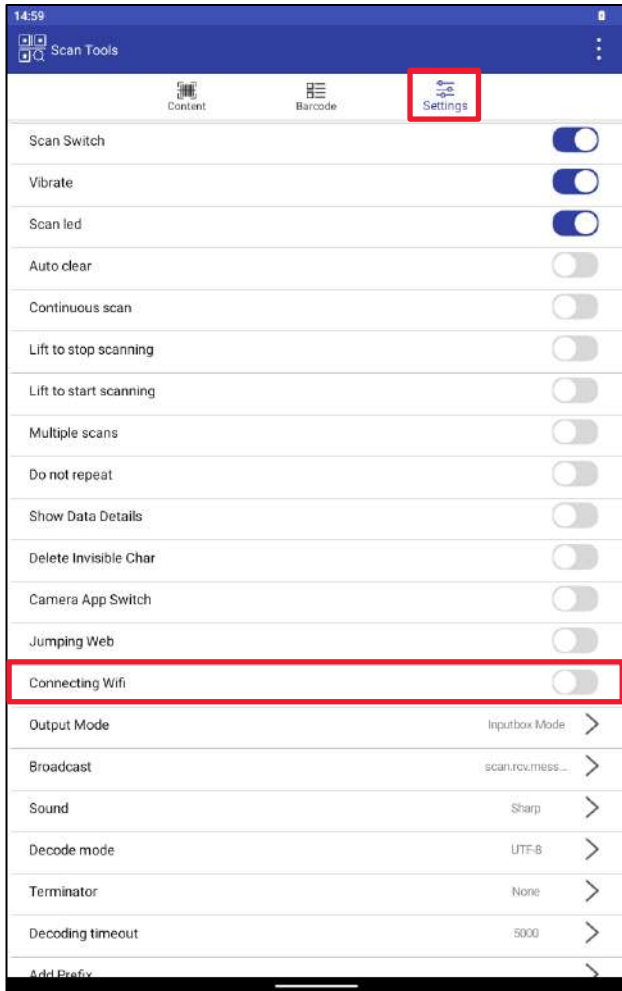 14:59
Scan Tools
Content Barcode Settings
Scan Switch
Vibrate
Scan led
Auto clear
Continuous scan
Lift to stop scanning
Lift to start scanning
Multiple scans
Do not repeat
Show Data Details
Delete Invisible Char
Camera App Switch
Jumping Web
Connecting Wifi
Output Mode Inputbox Mode
Broadcast scan.rcv.mess...
Sound Sharp
Decode mode UTF-8
Terminator None
Decoding timeout 5000
Add Prefix